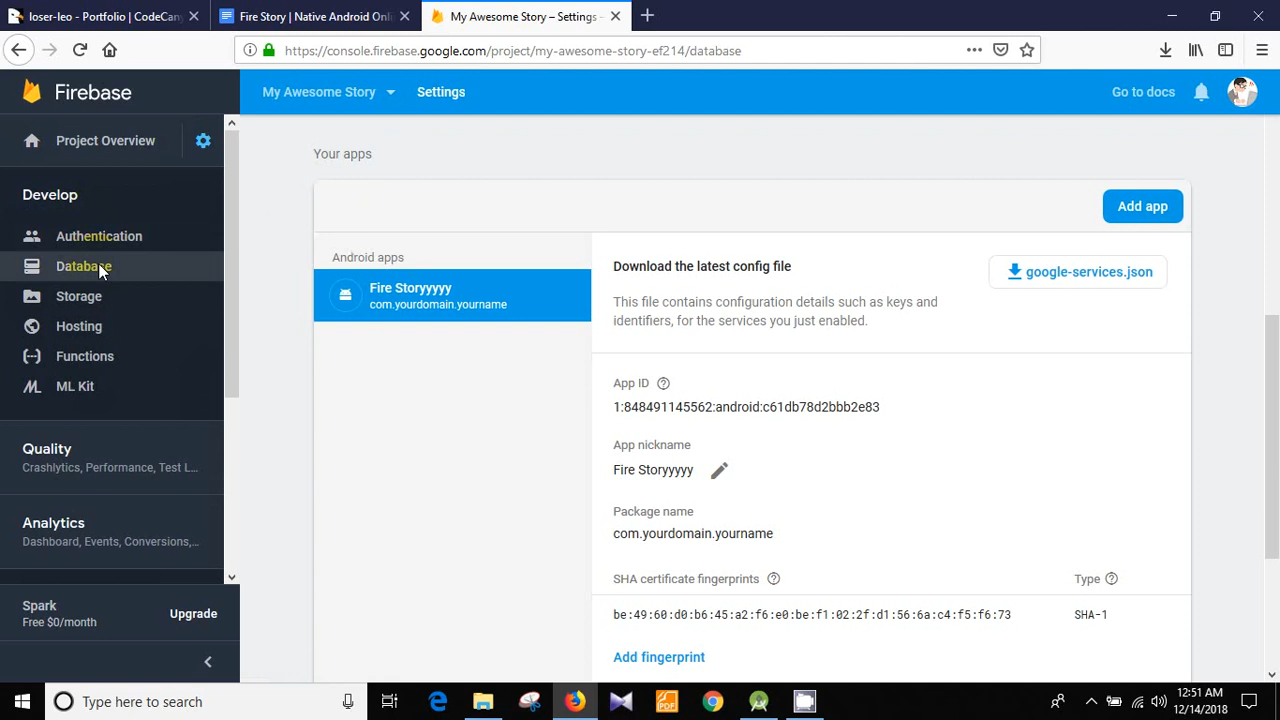 loser-leo - Portfolio | CodeCan
Fire Story | Native Android Onli
My Awesome Story – Settings -
https://console.firebase.google.com/project/my-awesome-story-ef214/database
Firebase
My Awesome Story
Settings
Go to docs
Project Overview
Develop
Authentication
Database
Storage
Hosting
Functions
ML Kit
Quality
Crashlytics, Performance, Test L...
Analytics
Dashboard, Events, Conversions,...
Spark
Free $0/month
Upgrade
Your apps
Add app
Android apps
Fire Storyyyyy
com.yourdomain.yourname
Download the latest config file
google-services.json
This file contains configuration details such as keys and
identifiers, for the services you just enabled.
App ID
1:848491145562:android:c61db78d2bbb2e83
App nickname
Fire Storyyyyy
Package name
com.yourdomain.yourname
SHA certificate fingerprints
Type
be:49:60:d0:b6:45:a2:f6:e0:be:f1:02:2f:d1:56:6a:c4:f5:f6:73
SHA-1
Add fingerprint
Type here to search
PDF
12:51 AM
12/14/2018